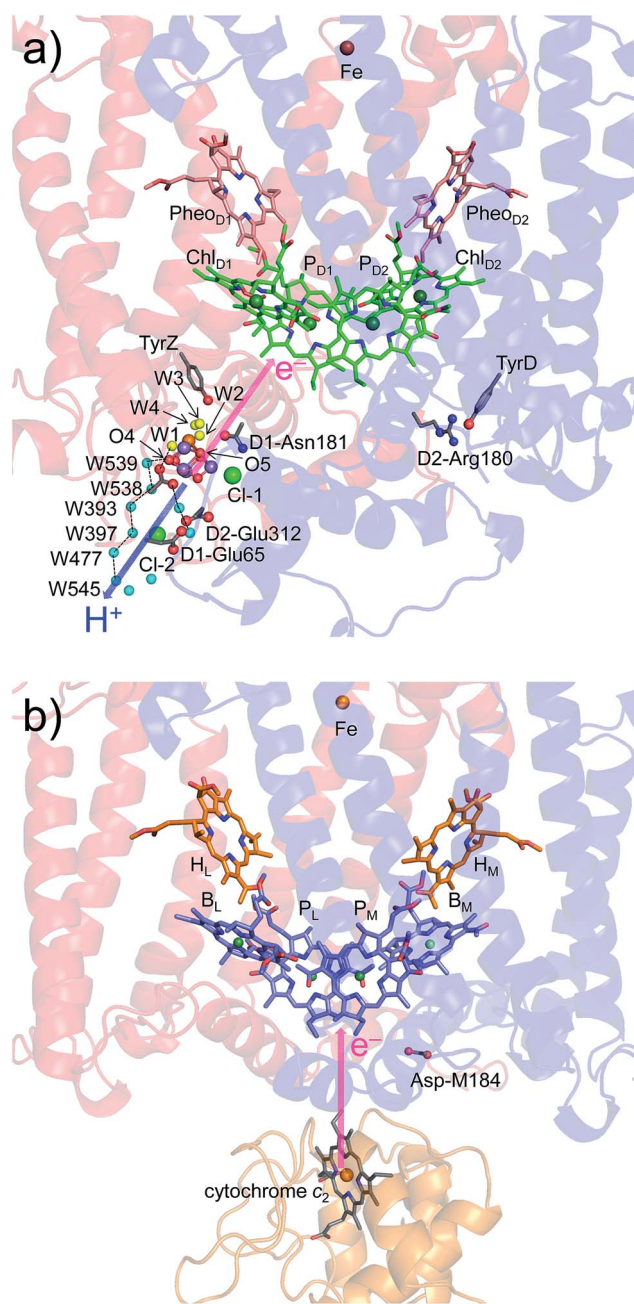 a)
Fe
PheoD1
PheoD2
ChlD1
PD1
PD2
ChlD2
TyrZ
e−
TyrD
W3
W4
W2
W1
O4
D1-Asn181
D2-Arg180
W539
O5
W538
Cl-1
W393
W397
D2-Glu312
D1-Glu65
W477
Cl-2
W545
H+
b)
Fe
HL
HM
BL
PL
PM
BM
e−
Asp-M184
cytochrome c2